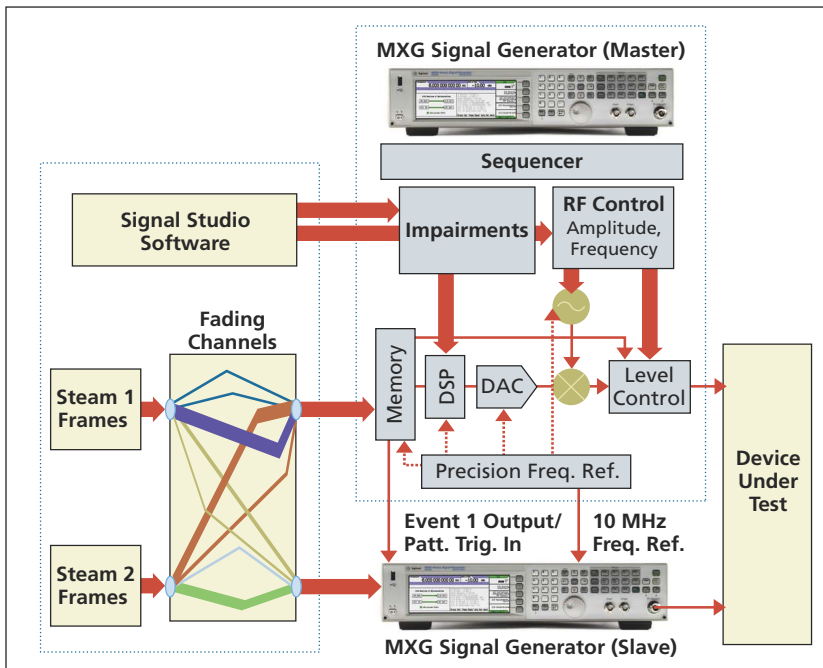 MXG Signal Generator (Master)
Sequencer
Signal Studio
Software
Impairments
RF Control
Amplitude,
Frequency
Fading
Channels
Steam 1
Frames
Memory
DSP
DAC
Level
Control
Precision Freq. Ref.
Device
Under
Test
Event 1 Output/
Patt. Trig. In
10 MHz
Freq. Ref.
Steam 2
Frames
MXG Signal Generator (Slave)